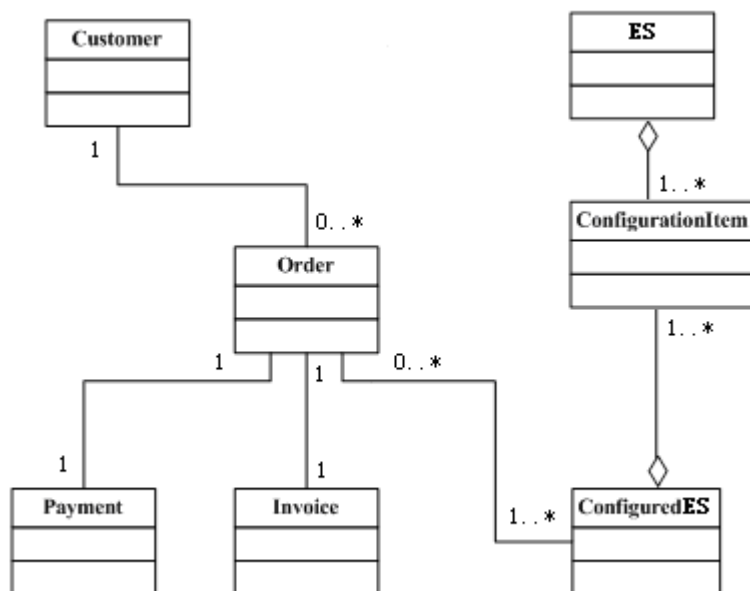 Customer
ES
1
1..*
0..*
ConfigurationItem
Order
1..*
1
1
0..*
1
1
1..*
Payment
Invoice
ConfiguredES